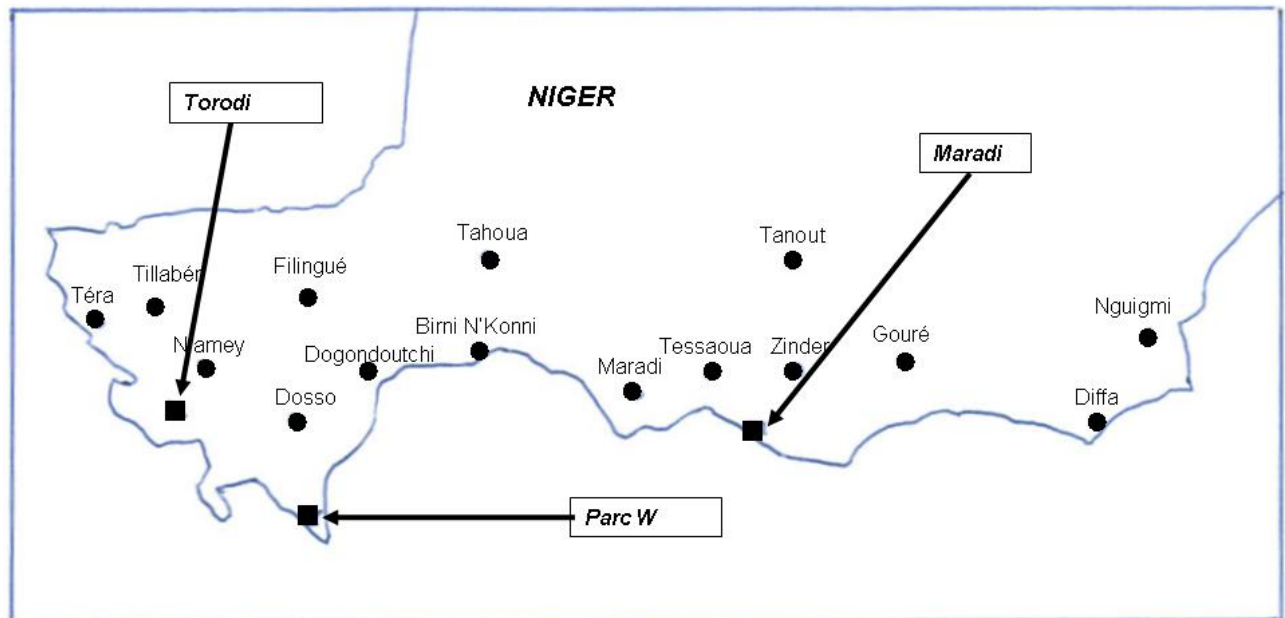 NIGER
Torodi
Maradi
Tahoua
Tanout
Filingué
Tillabér
Téra
Nguigmi
Birni N'Konni
Gouré
Niamey
Dogondoutchi
Tessaoua
Zinder
Maradi
Dosso
Diffa
Parc W